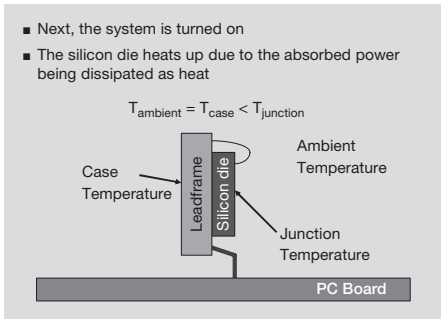 ■ Next, the system is turned on
■ The silicon die heats up due to the absorbed power
being dissipated as heat
Tambient = Tcase < Tjunction
Case
Temperature
Leadframe
Silicon die
Ambient
Temperature
Junction
Temperature
PC Board